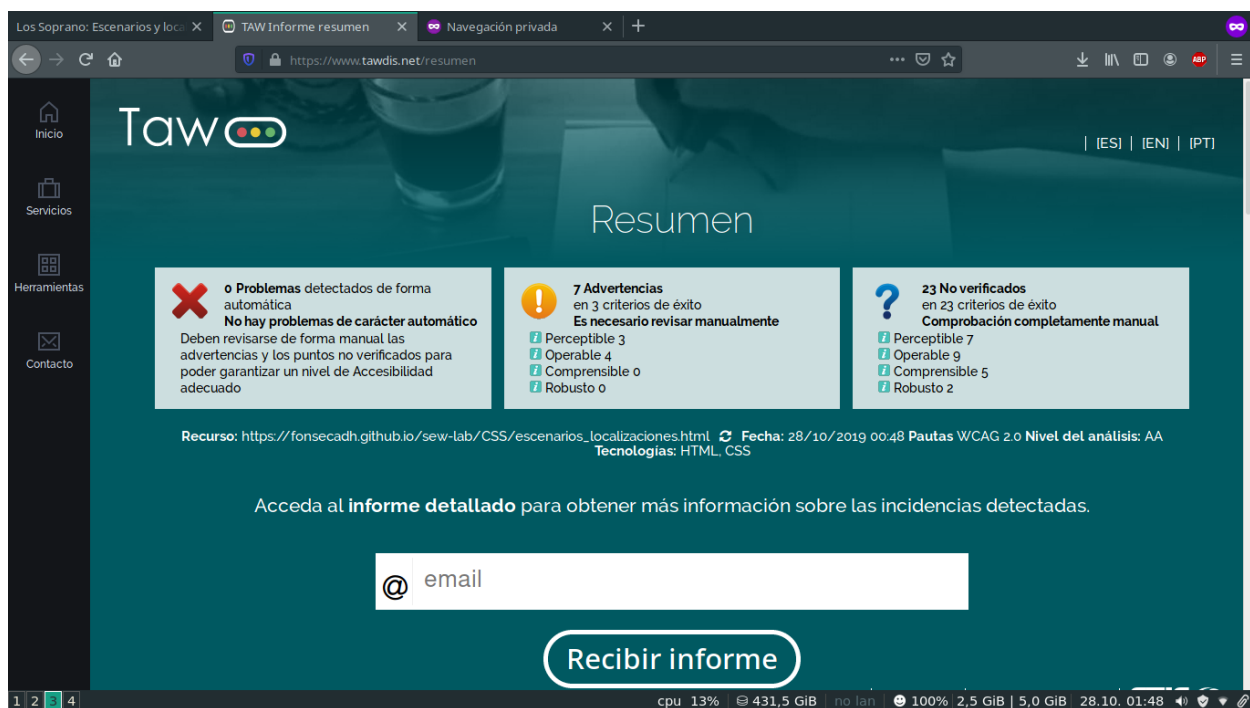 Los Soprano: Escenarios y loca
TAW Informe resumen
Navegación privada
https://www.tawdis.net/resumen
ABP
Inicio
Servicios
Herramientas
Contacto
Taw
| [ES] | [EN] | [PT]
Resumen
0 Problemas detectados de forma
automática
No hay problemas de carácter automático
Deben revisarse de forma manual las
advertencias y los puntos no verificados para
poder garantizar un nivel de Accesibilidad
adecuado
7 Advertencias
en 3 criterios de éxito
Es necesario revisar manualmente
Perceptible 3
Operable 4
Comprensible 0
Robusto 0
23 No verificados
en 23 criterios de éxito
Comprobación completamente manual
Perceptible 7
Operable 9
Comprensible 5
Robusto 2
Recurso: https://fonsecadh.github.io/sew-lab/CSS/escenarios_localizaciones.html Fecha: 28/10/2019 00:48 Pautas WCAG 2.0 Nivel del análisis: AA
Tecnologías: HTML, CSS
Acceda al informe detallado para obtener más información sobre las incidencias detectadas.
@ email
Recibir informe
1 2 3 4
cpu 13% 431,5 GiB no lan 100% 2,5 GiB | 5,0 GiB 28.10. 01:48